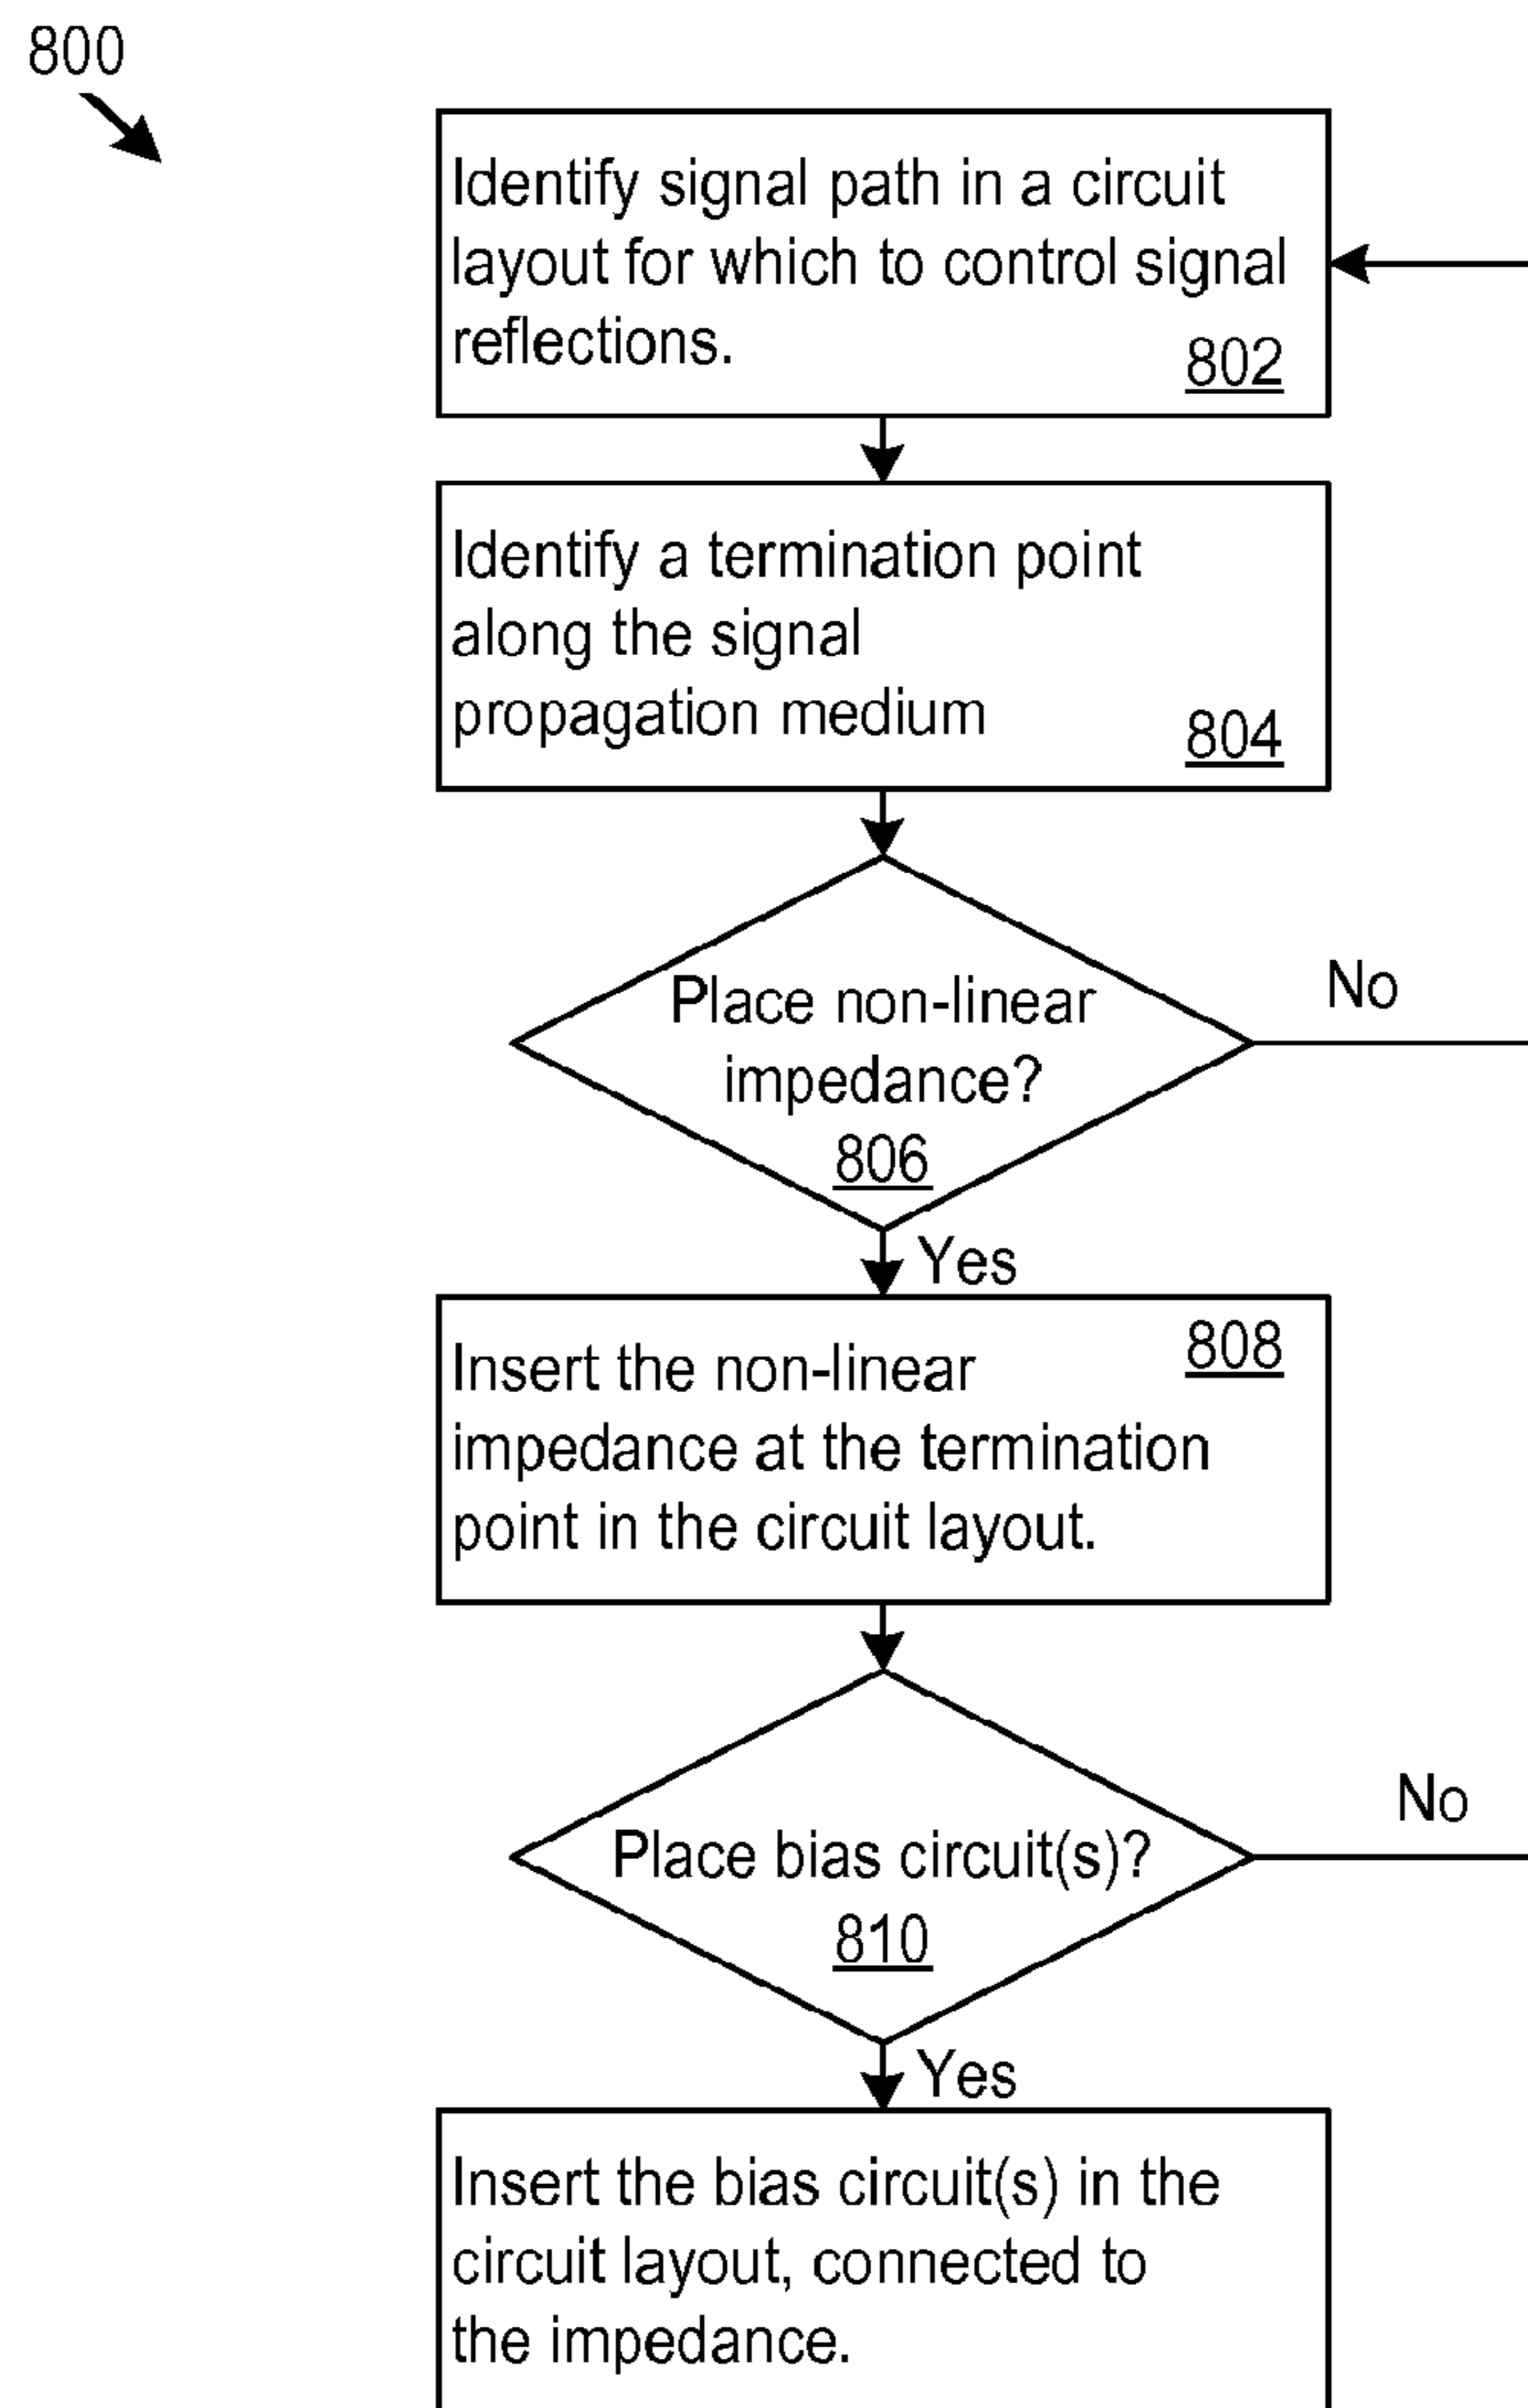 800
Identify signal path in a circuit
layout for which to control signal
reflections.
802
Identify a termination point
along the signal
propagation medium
804
Place non-linear
impedance?
806
No
Yes
808
Insert the non-linear
impedance at the termination
point in the circuit layout.
Place bias circuit(s)?
810
No
Yes
Insert the bias circuit(s) in the
circuit layout, connected to
the impedance.